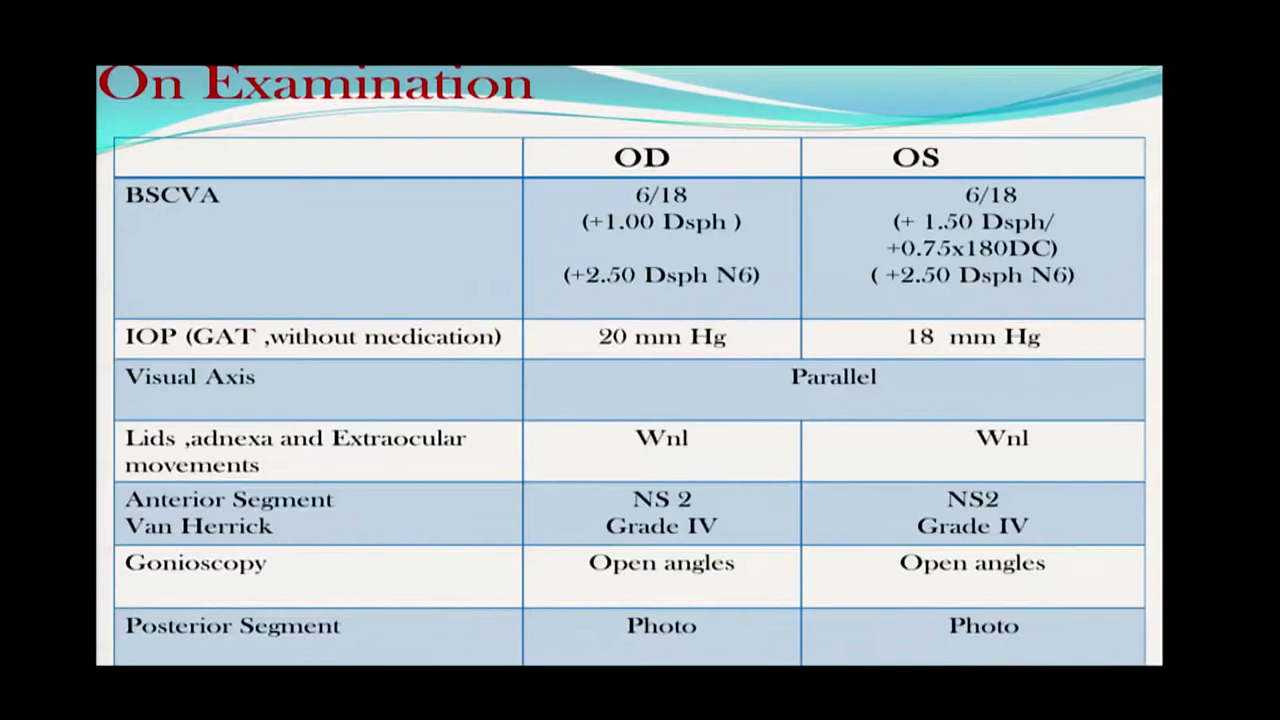 On Examination
OD OS
BSCVA 6/18 6/18
(+1.00 Dsph ) (+ 1.50 Dsph/
+0.75x180DC)
(+2.50 Dsph N6) ( +2.50 Dsph N6)
IOP (GAT ,without medication) 20 mm Hg 18 mm Hg
Visual Axis Parallel
Lids ,adnexa and Extraocular Wnl Wnl
movements
Anterior Segment NS 2 NS2
Van Herrick Grade IV Grade IV
Gonioscopy Open angles Open angles
Posterior Segment Photo Photo